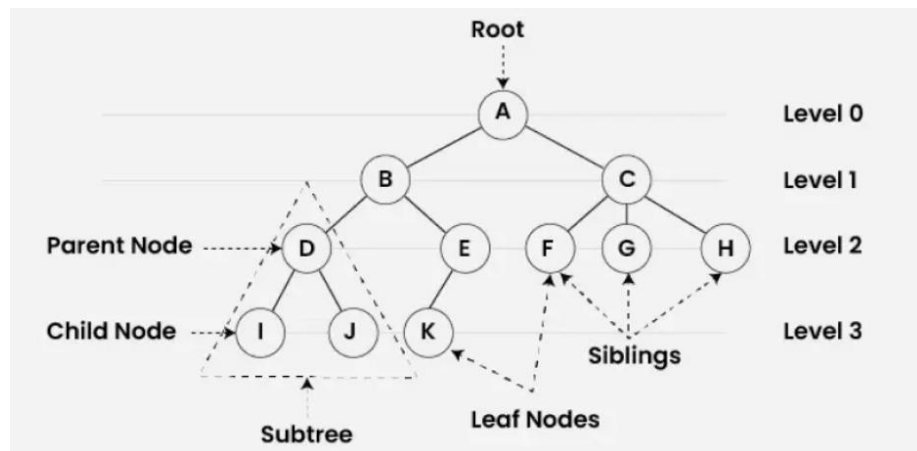 Root
A
Level 0
B
C
Level 1
Parent Node
D
E
F
G
H
Level 2
Child Node
I
J
K
Level 3
Siblings
Leaf Nodes
Subtree